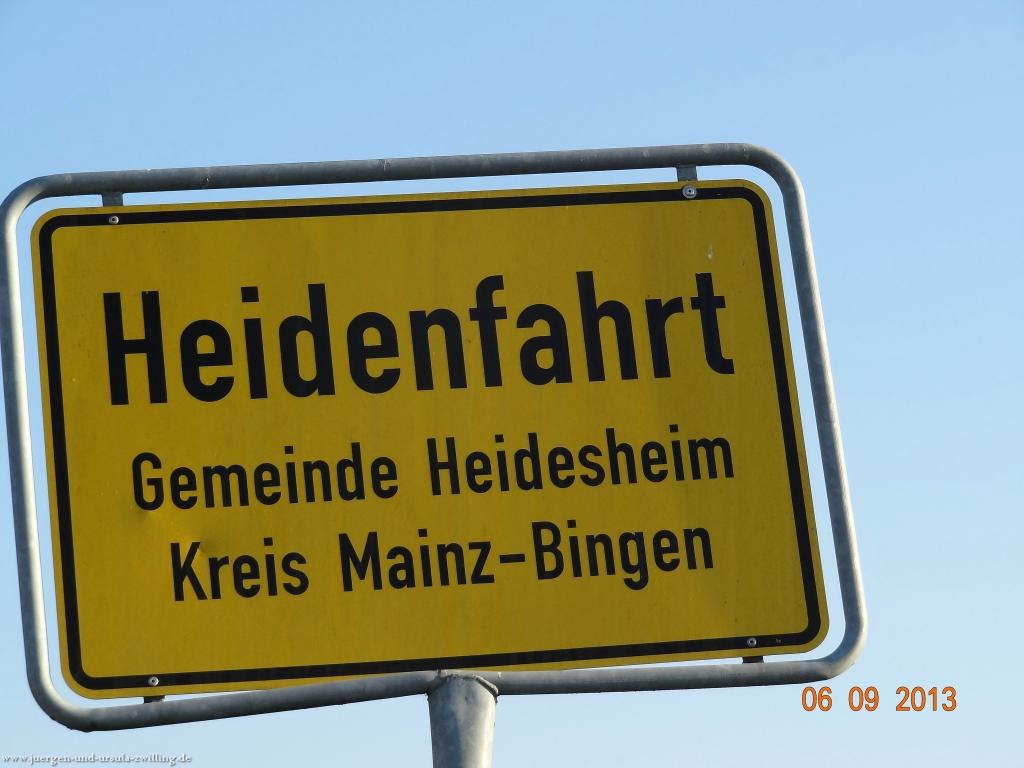 Heidenfahrt
Gemeinde Heidesheim
Kreis Mainz-Bingen
06 09 2013
www.juergen-und-ursula-zwilling.de